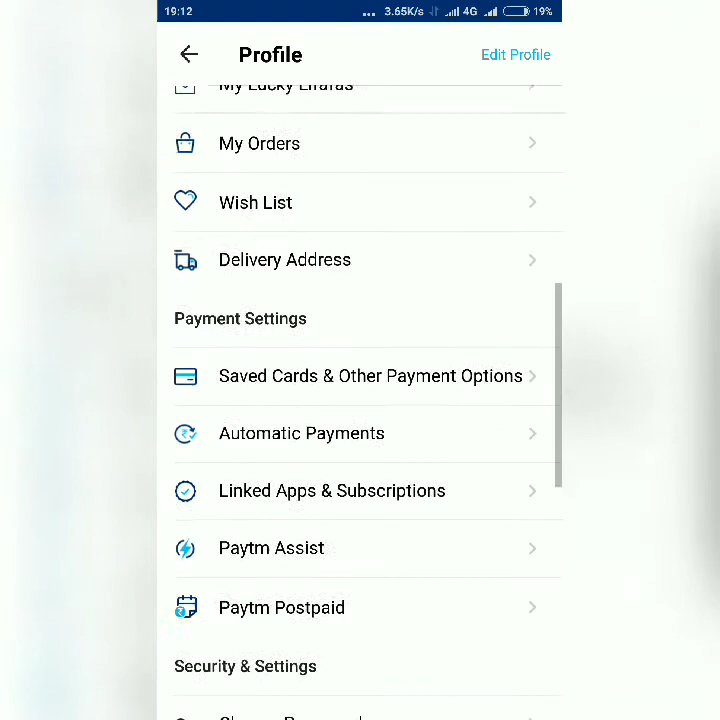 19:12 ... 3.65K/s 4G 19%
Profile Edit Profile
My Lucky Lifafas
My Orders
Wish List
Delivery Address
Payment Settings
Saved Cards & Other Payment Options
Automatic Payments
Linked Apps & Subscriptions
Paytm Assist
Paytm Postpaid
Security & Settings